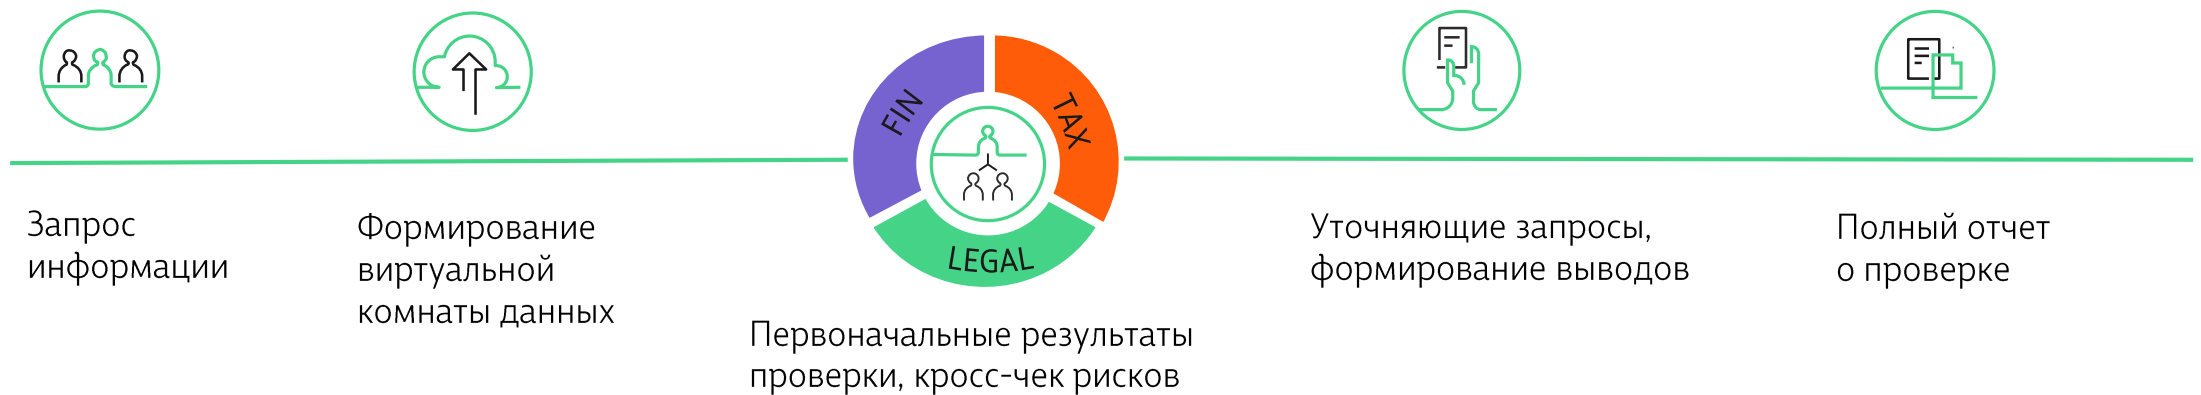 FIN
TAX
LEGAL
Запрос
информации
Формирование
виртуальной
комнаты данных
Первоначальные результаты
проверки, кросс-чек рисков
Уточняющие запросы,
формирование выводов
Полный отчет
о проверке